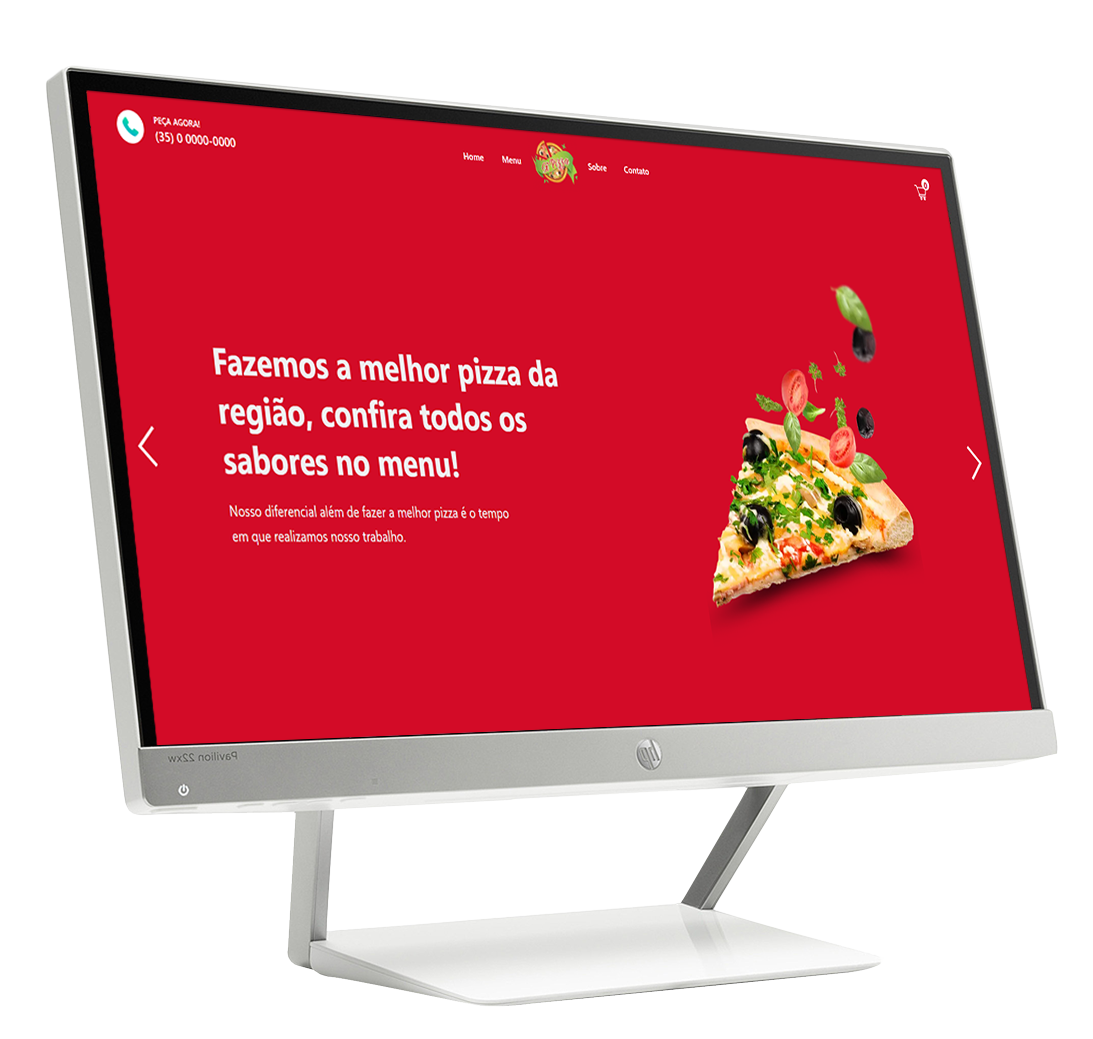 PEÇA AGORA!
(35) 0 0000-0000
Home Menu Sobre Contato
0
Fazemos a melhor pizza da
região, confira todos os
sabores no menu!
Nosso diferencial além de fazer a melhor pizza é o tempo
em que realizamos nosso trabalho.
Pavilion 22xw
hp